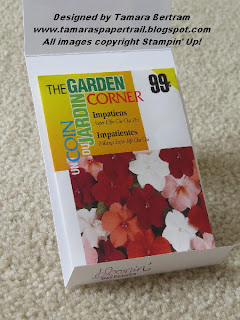 Designed by Tamara Bertram
www.tamaraspapertrail.blogspot.com
All images copyright Stampin' Up!
THE GARDEN
CORNER
99¢
UN COIN
DU JARDIN
Impatiens
Impatientes